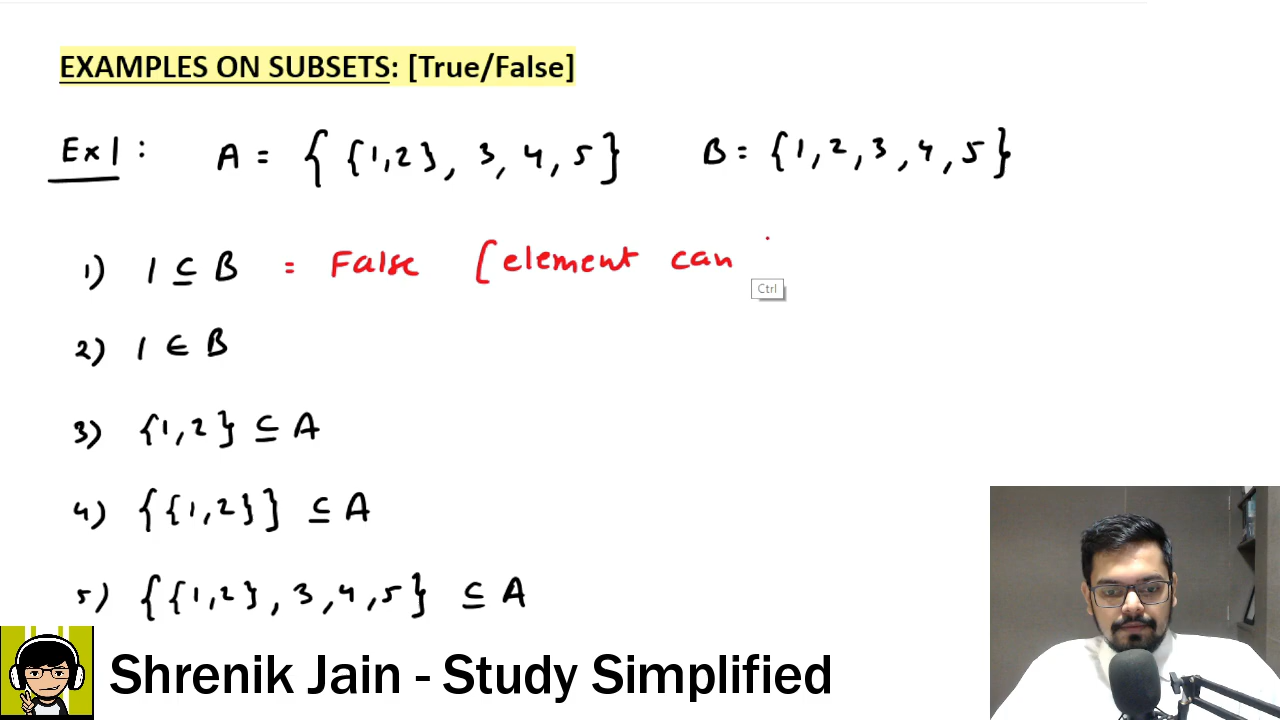 EXAMPLES ON SUBSETS: [True/False]
Ex 1 : A = { {1,2}, 3, 4, 5 } B = {1, 2, 3, 4, 5}
1) 1 ⊆ B = False [element can
Ctrl
2) 1 ∈ B
3) {1,2} ⊆ A
4) {{1,2}} ⊆ A
5) {{1,2}, 3, 4, 5} ⊆ A
Shrenik Jain - Study Simplified